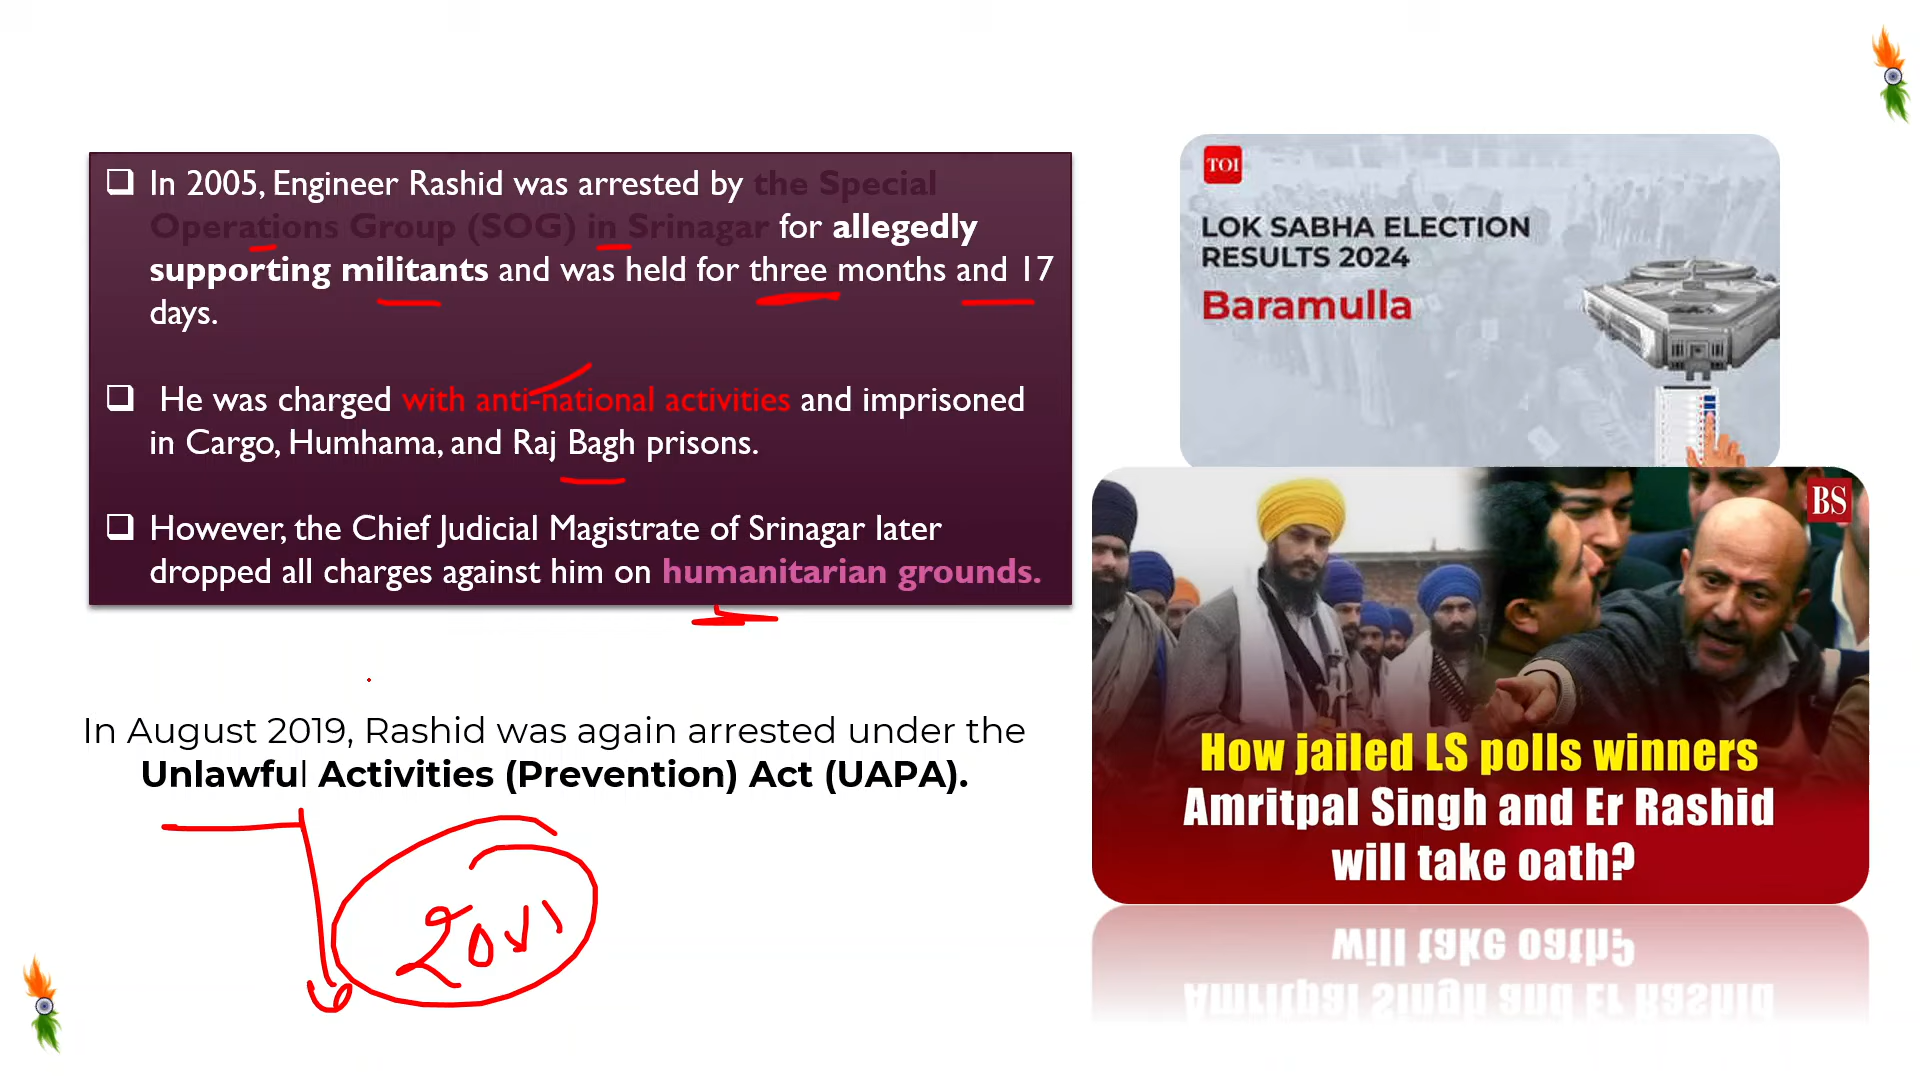 ❑ In 2005, Engineer Rashid was arrested by the Special
Operations Group (SOG) in Srinagar for allegedly
supporting militants and was held for three months and 17
days.
❑ He was charged with anti-national activities and imprisoned
in Cargo, Humhama, and Raj Bagh prisons.
❑ However, the Chief Judicial Magistrate of Srinagar later
dropped all charges against him on humanitarian grounds.
In August 2019, Rashid was again arrested under the
Unlawful Activities (Prevention) Act (UAPA).
TOI
LOK SABHA ELECTION
RESULTS 2024
Baramulla
BS
How jailed LS polls winners
Amritpal Singh and Er Rashid
will take oath?